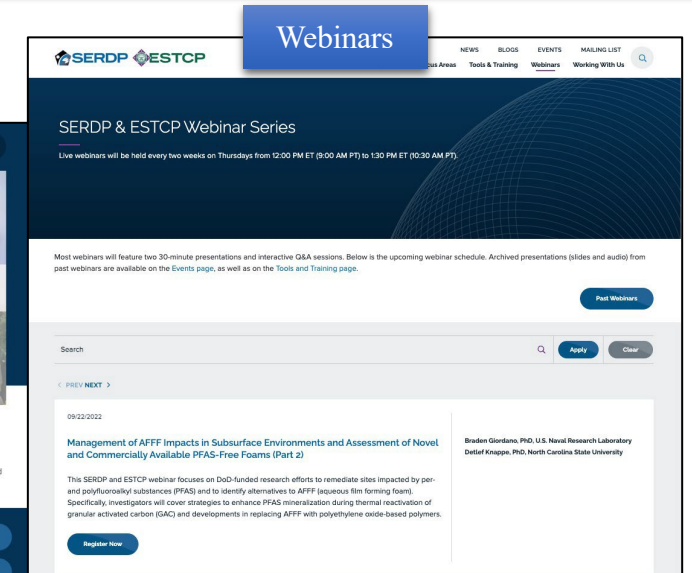 Webinars
SERDP ESTCP
NEWS BLOGS EVENTS MAILING LIST
Areas Tools & Training Webinars Working With Us
SERDP & ESTCP Webinar Series
Live webinars will be held every two weeks on Thursdays from 12:00 PM ET (9:00 AM PT) to 1:30 PM ET (10:30 AM PT).
Most webinars will feature two 30-minute presentations and interactive Q&A sessions. Below is the upcoming webinar schedule. Archived presentations (slides and audio) from
past webinars are available on the Events page, as well as on the Tools and Training page.
Past Webinars
Search Apply Clear
< PREV NEXT >
09/22/2022
Management of AFFF Impacts in Subsurface Environments and Assessment of Novel
and Commercially Available PFAS-Free Foams (Part 2)
Braden Giordano, PhD, U.S. Naval Research Laboratory
Detlef Knappe, PhD, North Carolina State University
This SERDP and ESTCP webinar focuses on DoD-funded research efforts to remediate sites impacted by per-
and polyfluoroalkyl substances (PFAS) and to identify alternatives to AFFF (aqueous film forming foam).
Specifically, investigators will cover strategies to enhance PFAS mineralization during thermal reactivation of
granular activated carbon (GAC) and developments in replacing AFFF with polyethylene oxide-based polymers.
Register Now